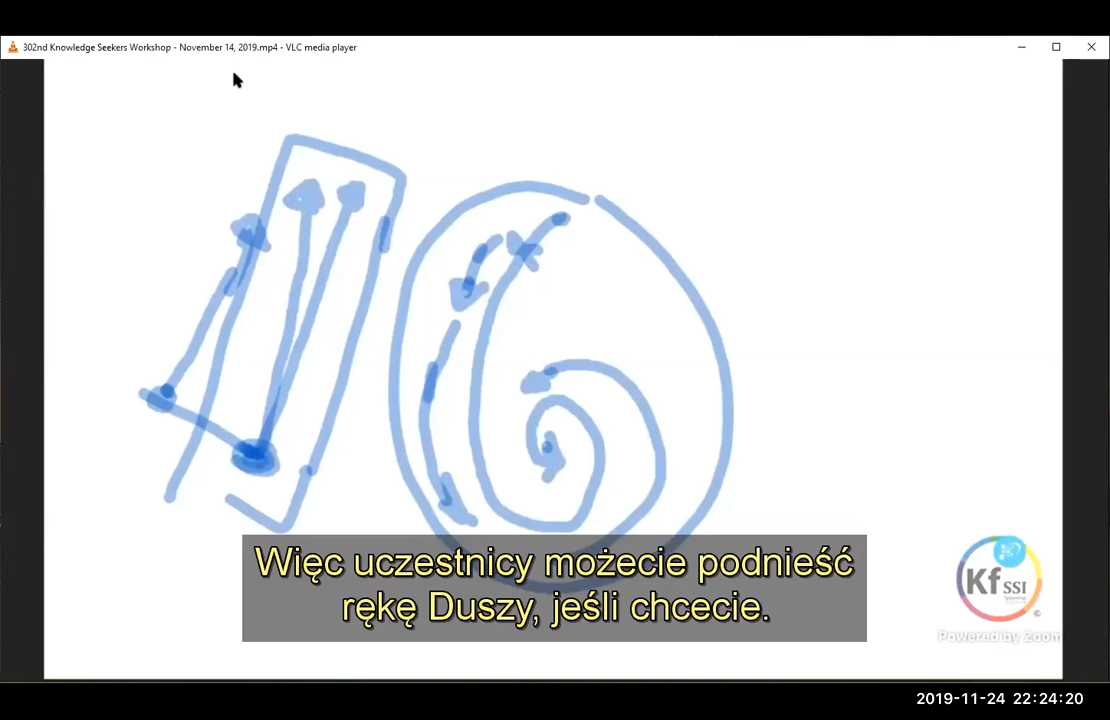 302nd Knowledge Seekers Workshop - November 14, 2019.mp4 - VLC media player
Więc uczestnicy możecie podnieść
rękę Duszy, jeśli chcecie.
Kf SSI
©
Powered by Zoom
2019-11-24 22:24:20